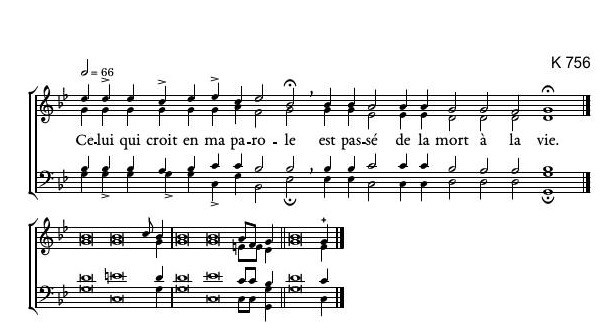 K 756
= 66
Ce-lui qui croit en ma pa-ro - le est pas-sé de la mort à la vie.